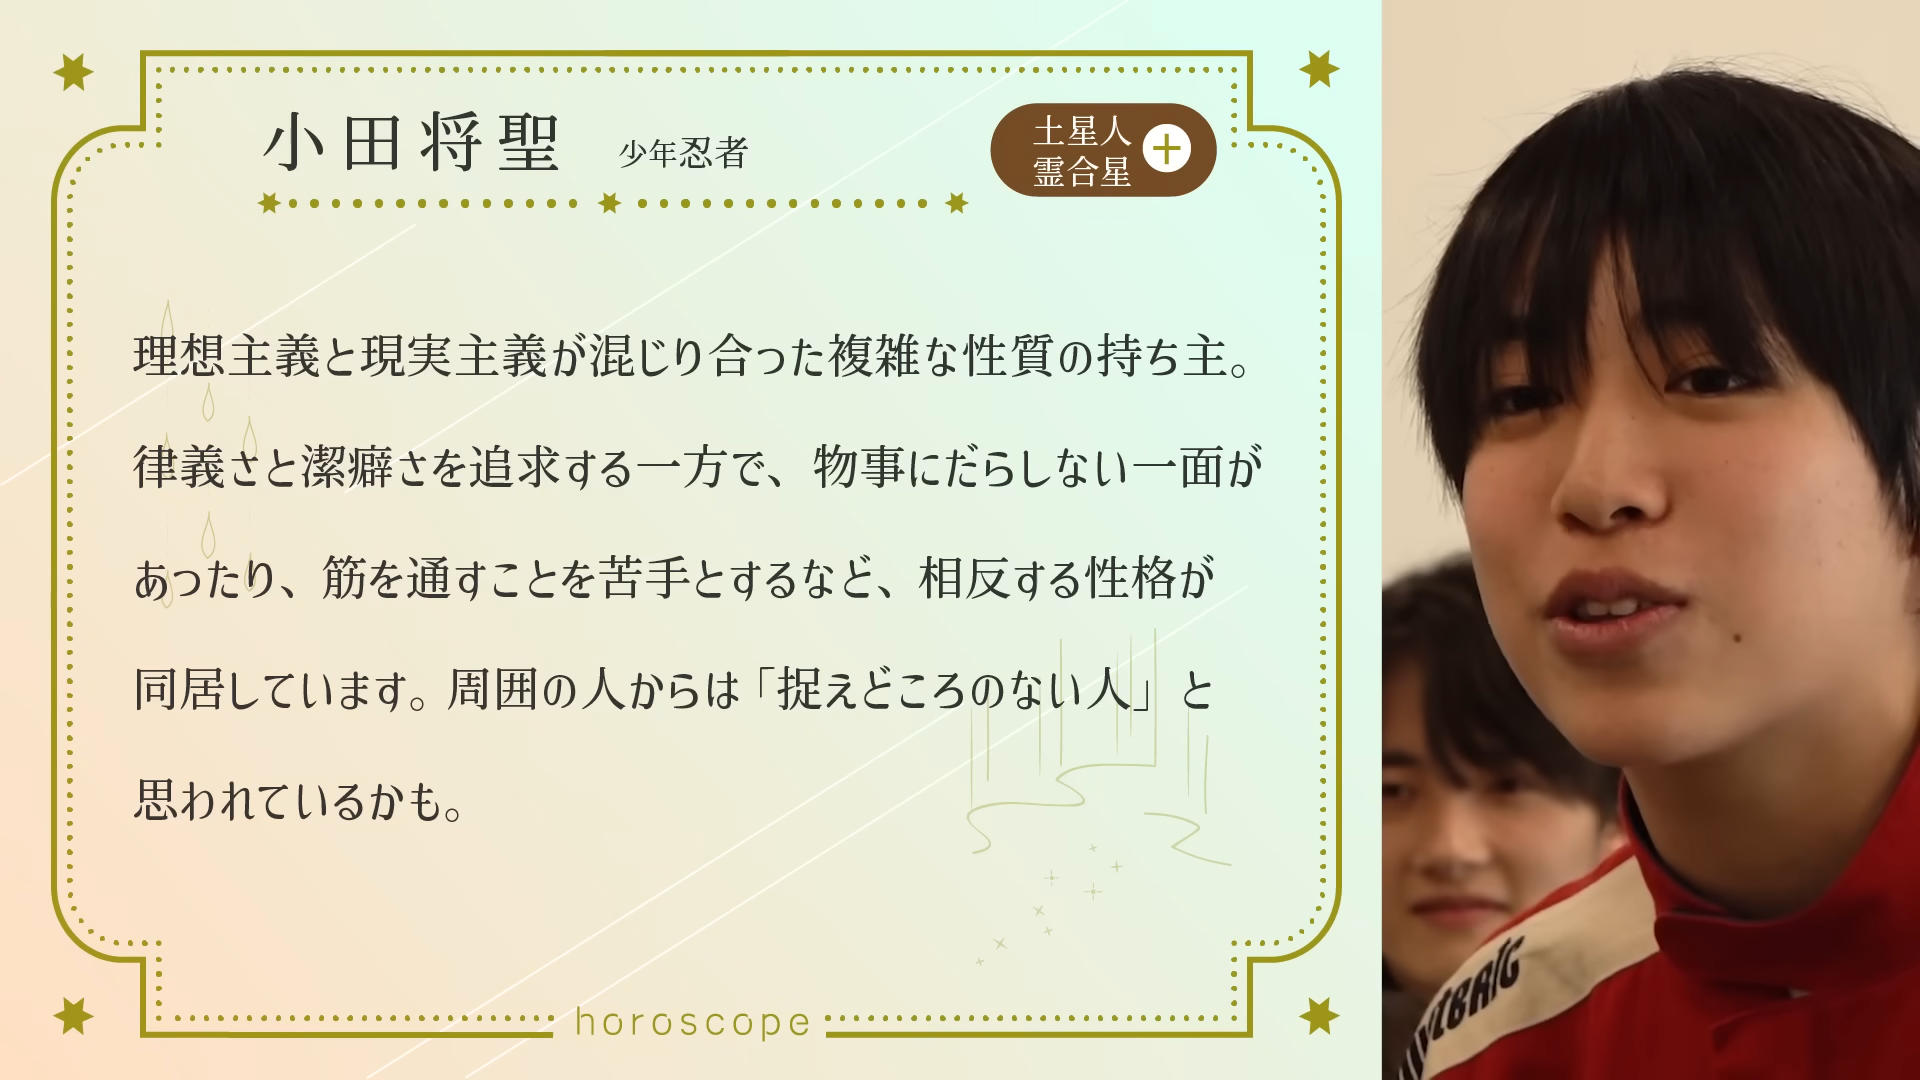 小田将聖 少年忍者
土星人
霊合星
+
理想主義と現実主義が混じり合った複雑な性質の持ち主。
律義さと潔癖さを追求する一方で、物事にだらしない一面が
あったり、筋を通すことを苦手とするなど、相反する性格が
同居しています。周囲の人からは「捉えどころのない人」と
思われているかも。
horoscope